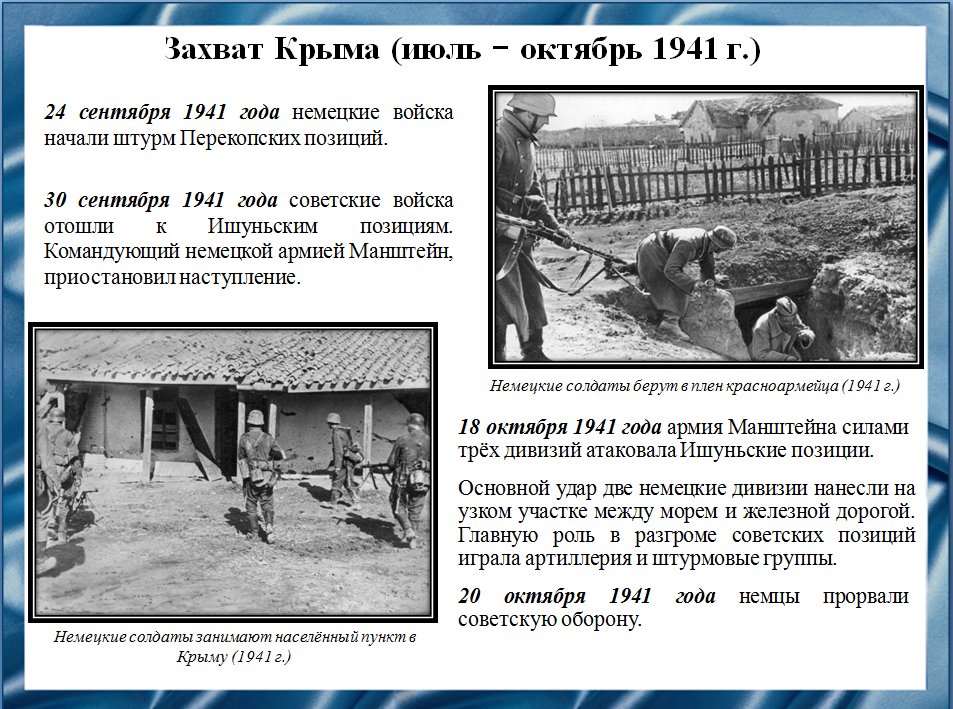 Захват Крыма (июль – октябрь 1941 г.)
24 сентября 1941 года немецкие войска
начали штурм Перекопских позиций.
30 сентября 1941 года советские войска
отошли к Ишуньским позициям.
Командующий немецкой армией Манштейн,
приостановил наступление.
Немецкие солдаты берут в плен красноармейца (1941 г.)
18 октября 1941 года армия Манштейна силами
трёх дивизий атаковала Ишуньские позиции.
Основной удар две немецкие дивизии нанесли на
узком участке между морем и железной дорогой.
Главную роль в разгроме советских позиций
играла артиллерия и штурмовые группы.
20 октября 1941 года немцы прорвали
советскую оборону.
Немецкие солдаты занимают населённый пункт в
Крыму (1941 г.)